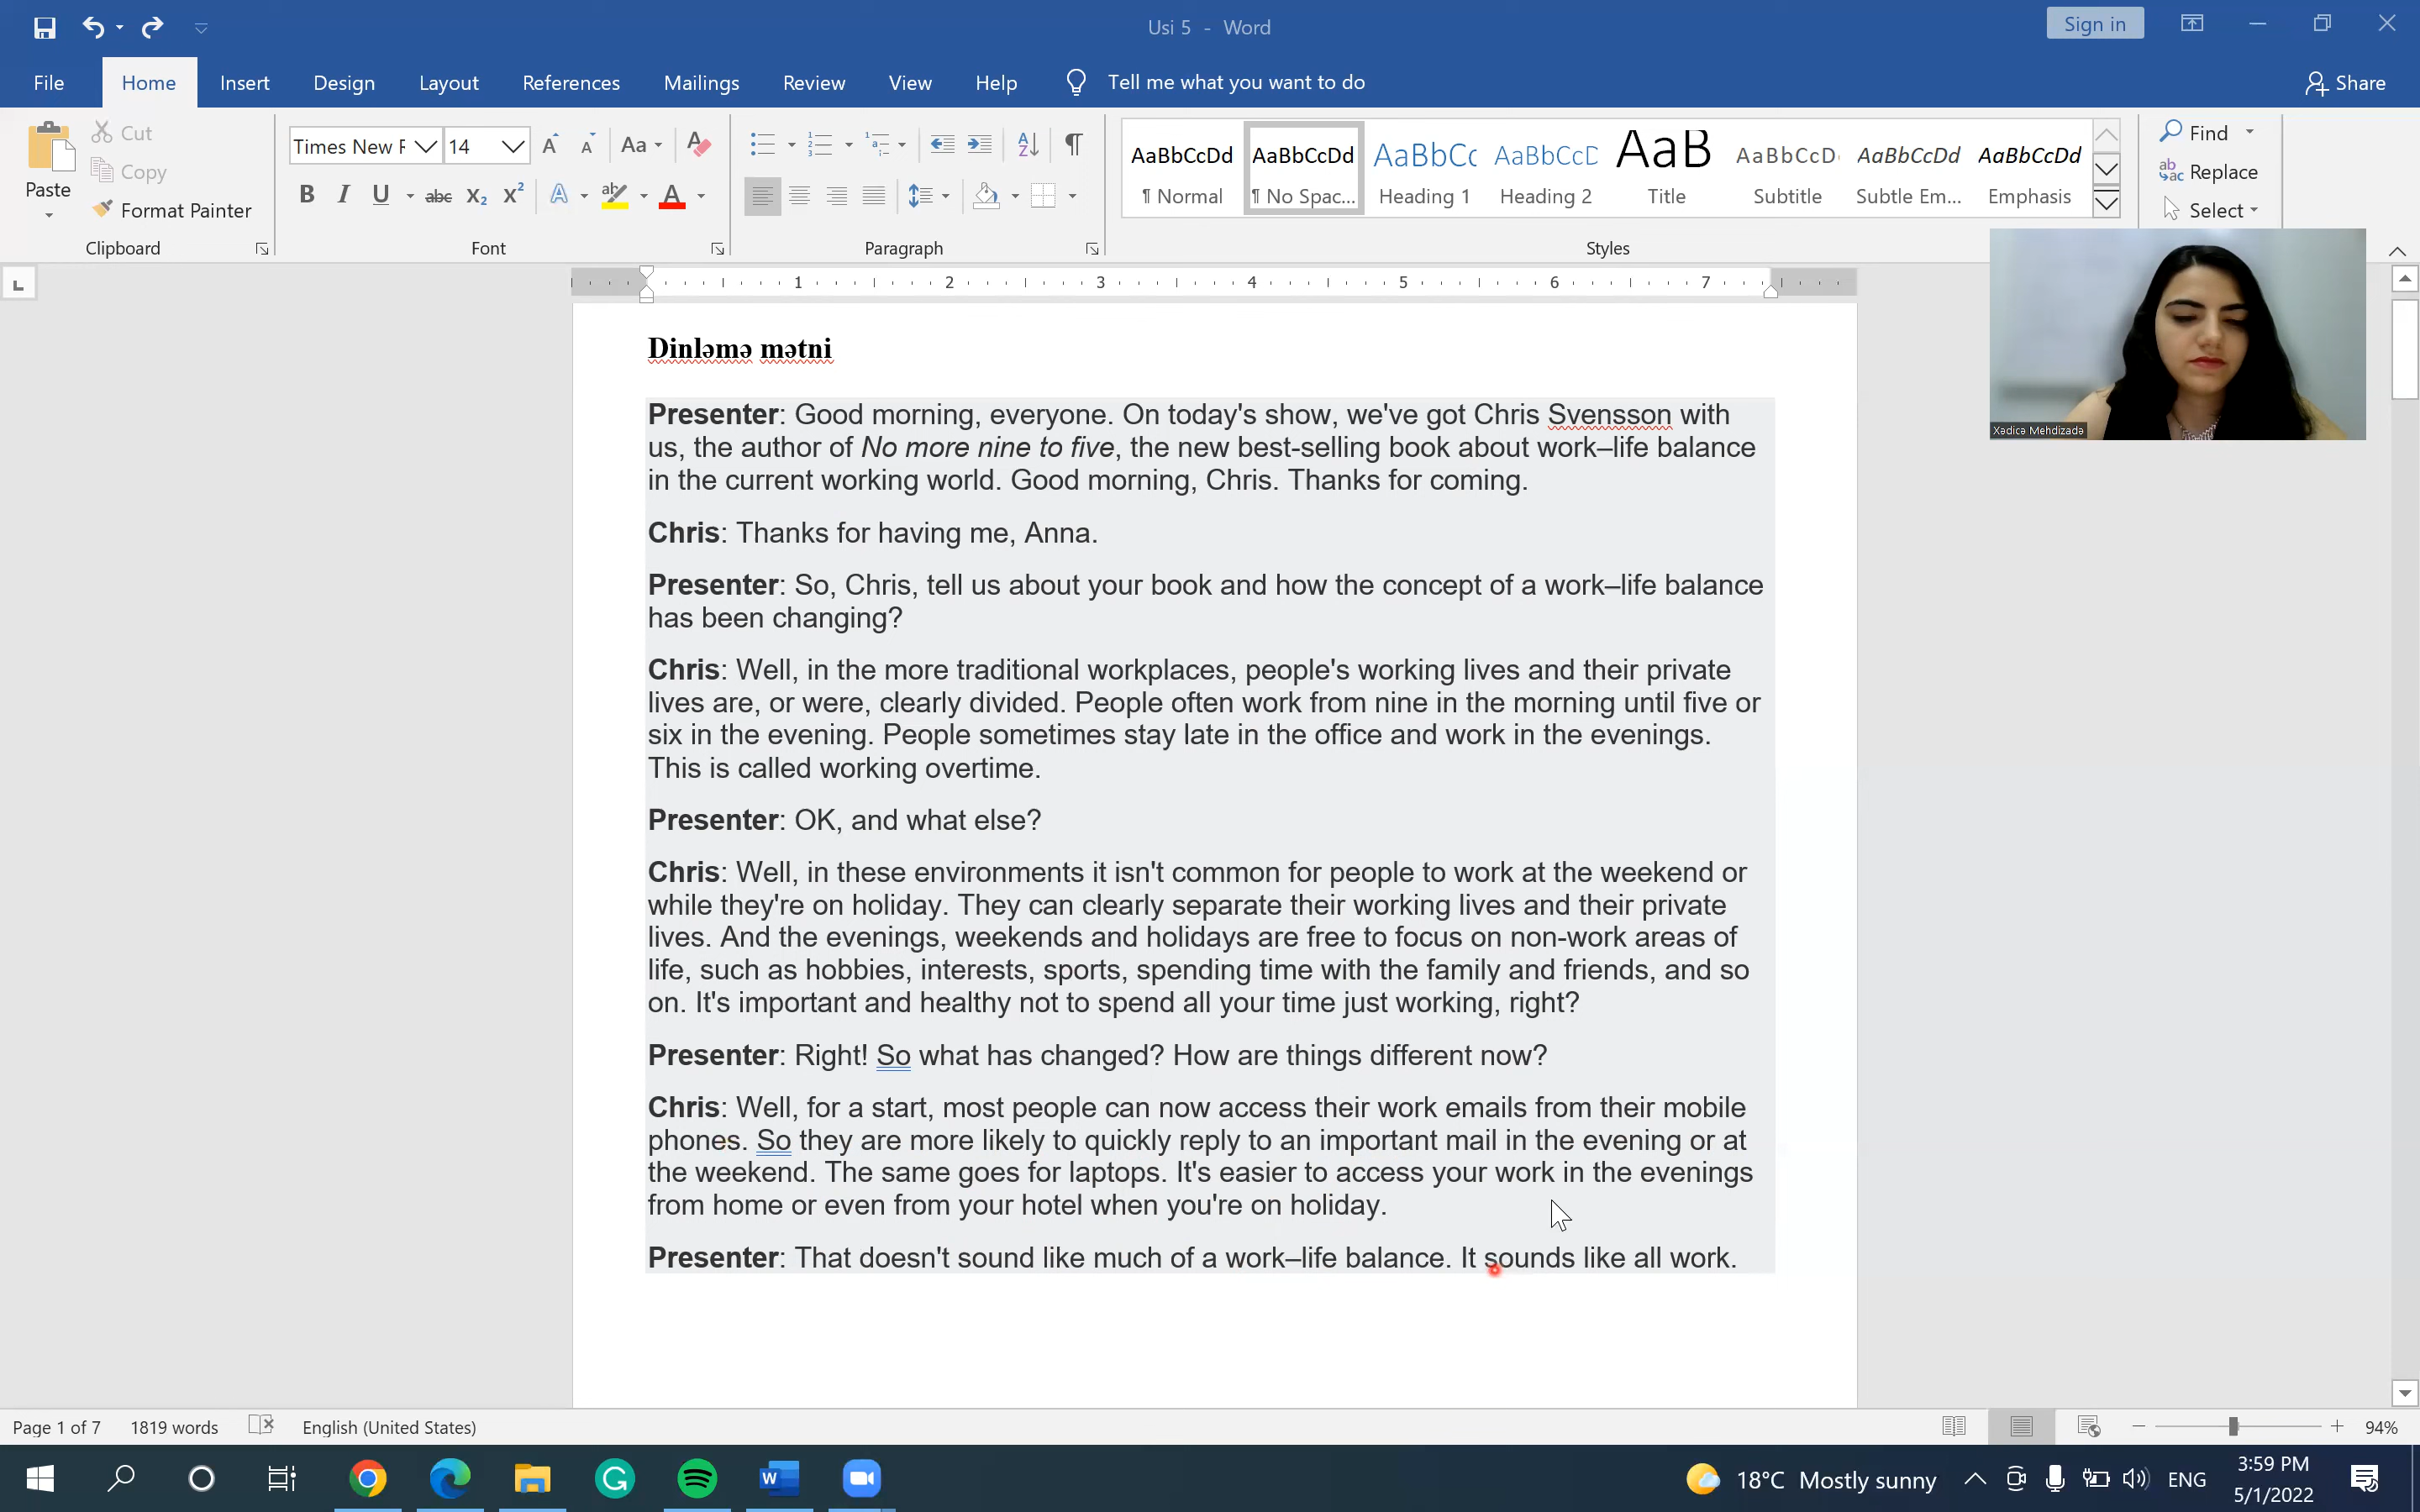 Usi 5 - Word
Sign in
File Home Insert Design Layout References Mailings Review View Help Tell me what you want to do Share
Paste
Cut
Copy
Format Painter
Clipboard
Times New F 14
Font
Paragraph
AaBbCcDd AaBbCcDd AaBbCc AaBbCcD AaB AaBbCcD AaBbCcDd AaBbCcDd
¶ Normal ¶ No Spac... Heading 1 Heading 2 Title Subtitle Subtle Em... Emphasis
Styles
Find
Replace
Select
1 2 3 4 5 6 7
Xədicə Mehdizadə
Dinləmə mətni
Presenter: Good morning, everyone. On today's show, we've got Chris Svensson with
us, the author of No more nine to five, the new best-selling book about work–life balance
in the current working world. Good morning, Chris. Thanks for coming.
Chris: Thanks for having me, Anna.
Presenter: So, Chris, tell us about your book and how the concept of a work–life balance
has been changing?
Chris: Well, in the more traditional workplaces, people's working lives and their private
lives are, or were, clearly divided. People often work from nine in the morning until five or
six in the evening. People sometimes stay late in the office and work in the evenings.
This is called working overtime.
Presenter: OK, and what else?
Chris: Well, in these environments it isn't common for people to work at the weekend or
while they're on holiday. They can clearly separate their working lives and their private
lives. And the evenings, weekends and holidays are free to focus on non-work areas of
life, such as hobbies, interests, sports, spending time with the family and friends, and so
on. It's important and healthy not to spend all your time just working, right?
Presenter: Right! So what has changed? How are things different now?
Chris: Well, for a start, most people can now access their work emails from their mobile
phones. So they are more likely to quickly reply to an important mail in the evening or at
the weekend. The same goes for laptops. It's easier to access your work in the evenings
from home or even from your hotel when you're on holiday.
Presenter: That doesn't sound like much of a work–life balance. It sounds like all work.
Page 1 of 7 1819 words English (United States) 94%
18°C Mostly sunny ENG
3:59 PM
5/1/2022